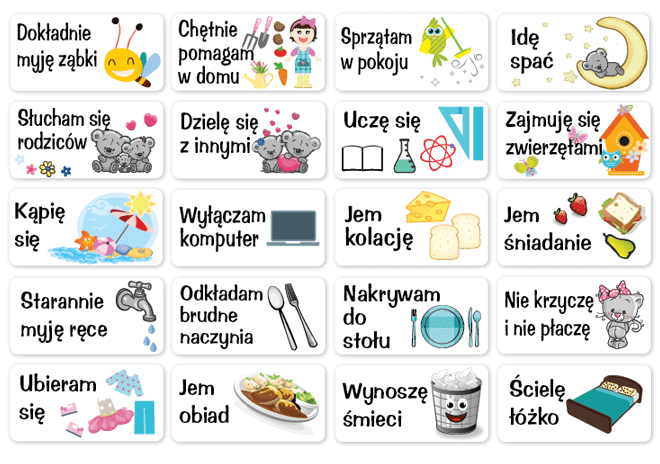 Dokładnie
myję ząbki
Chętnie
pomagam
w domu
Sprzątam
w pokoju
Idę
spać
Słucham się
rodziców
Dzielę się
z innymi
Uczę się
Zajmuję się
zwierzętami
Kąpię
się
Wyłączam
komputer
Jem
kolację
Jem
śniadanie
Starannie
myję ręce
Odkładam
brudne
naczynia
Nakrywam
do
stołu
Nie krzyczę
i nie płaczę
Ubieram
się
Jem
obiad
Wynoszę
śmieci
Ścielę
łóżko